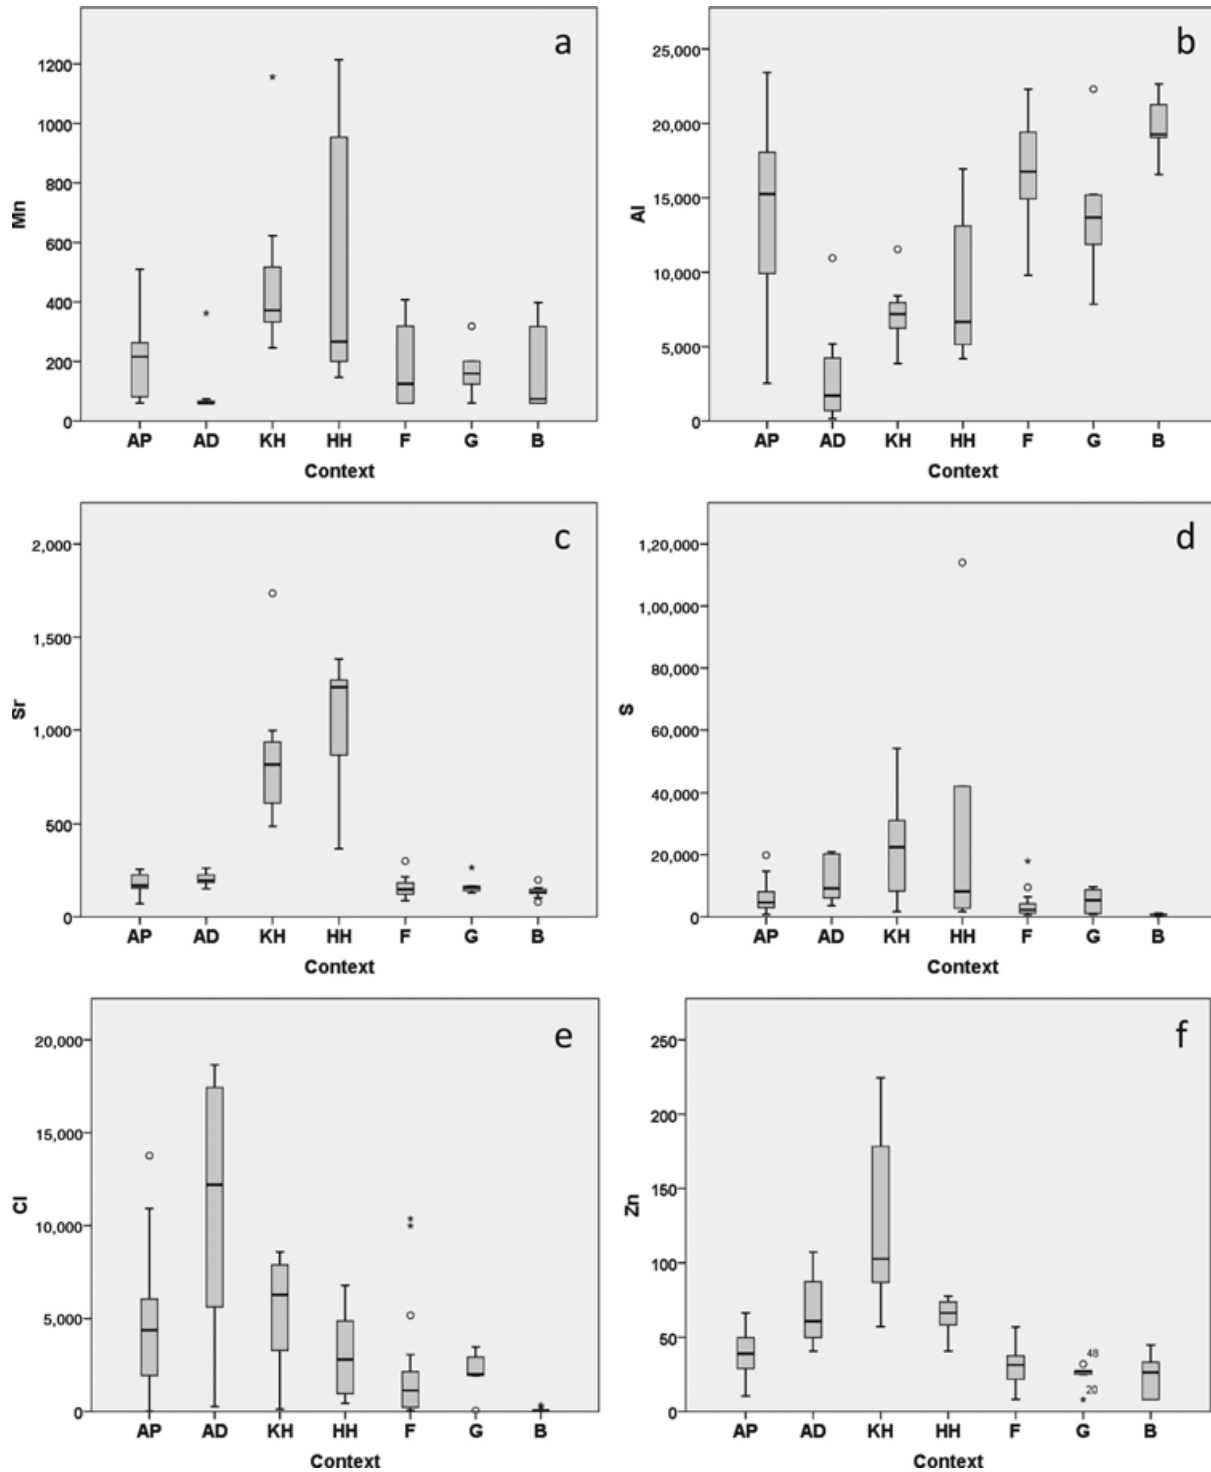 a
1200
1000
800
Mn
600
400
200
0
AP AD KH HH F G B
Context
b
25,000
20,000
15,000
Al
10,000
5,000
0
AP AD KH HH F G B
Context
c
2,000
1,500
Sr
1,000
500
0
AP AD KH HH F G B
Context
d
1,20,000
1,00,000
80,000
S
60,000
40,000
20,000
0
AP AD KH HH F G B
Context
e
20,000
15,000
Cl
10,000
5,000
0
AP AD KH HH F G B
Context
f
250
200
150
Zn
100
50
48
20
0
AP AD KH HH F G B
Context